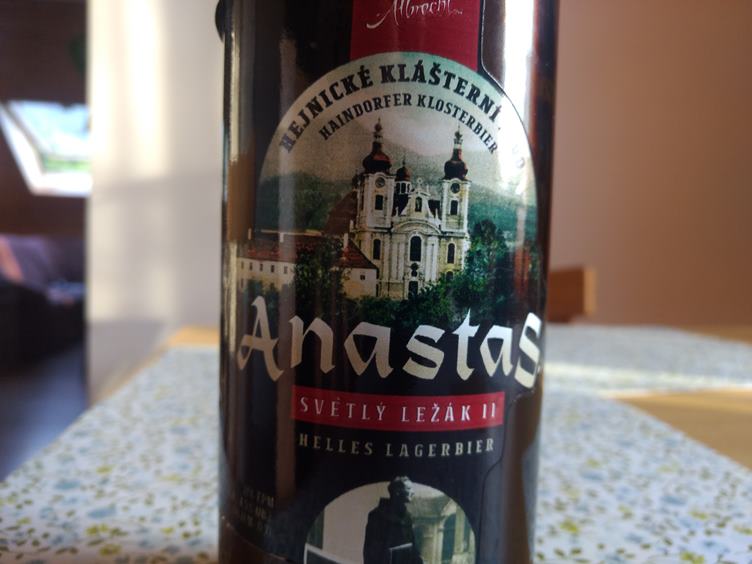 Albrecht
HEJNICKÉ KLÁŠTERNÍ
HAINDORFER KLOSTERBIER
Anastas
SVĚTLÝ LEŽÁK 11
HELLES LAGERBIER